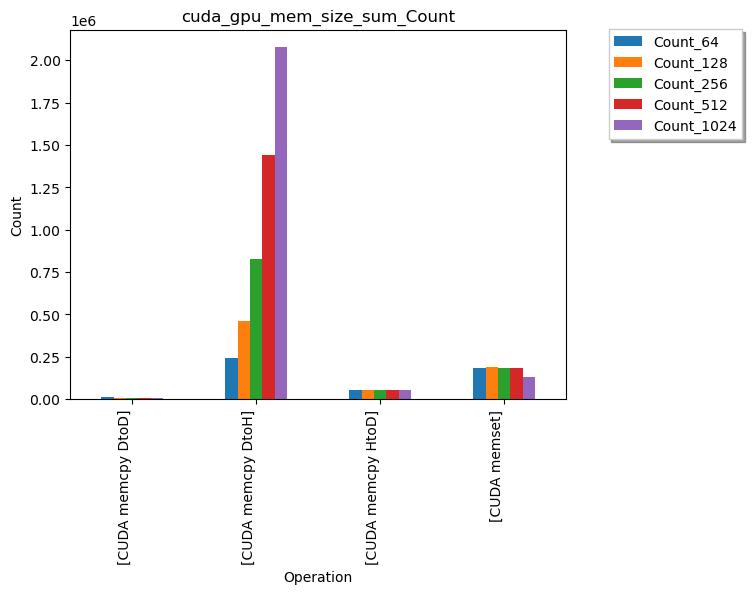 cuda_gpu_mem_size_sum_Count
1e6
2.00
1.75
1.50
1.25
1.00
0.75
0.50
0.25
0.00
Count
[CUDA memcpy DtoD]
[CUDA memcpy DtoH]
[CUDA memcpy HtoD]
[CUDA memset]
Operation
Count_64
Count_128
Count_256
Count_512
Count_1024